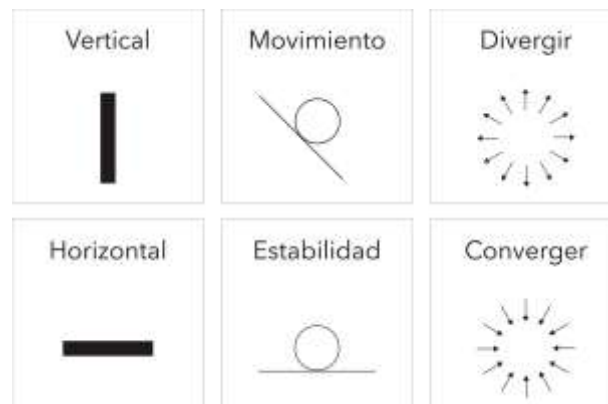 Vertical
Movimiento
Divergir
Horizontal
Estabilidad
Converger